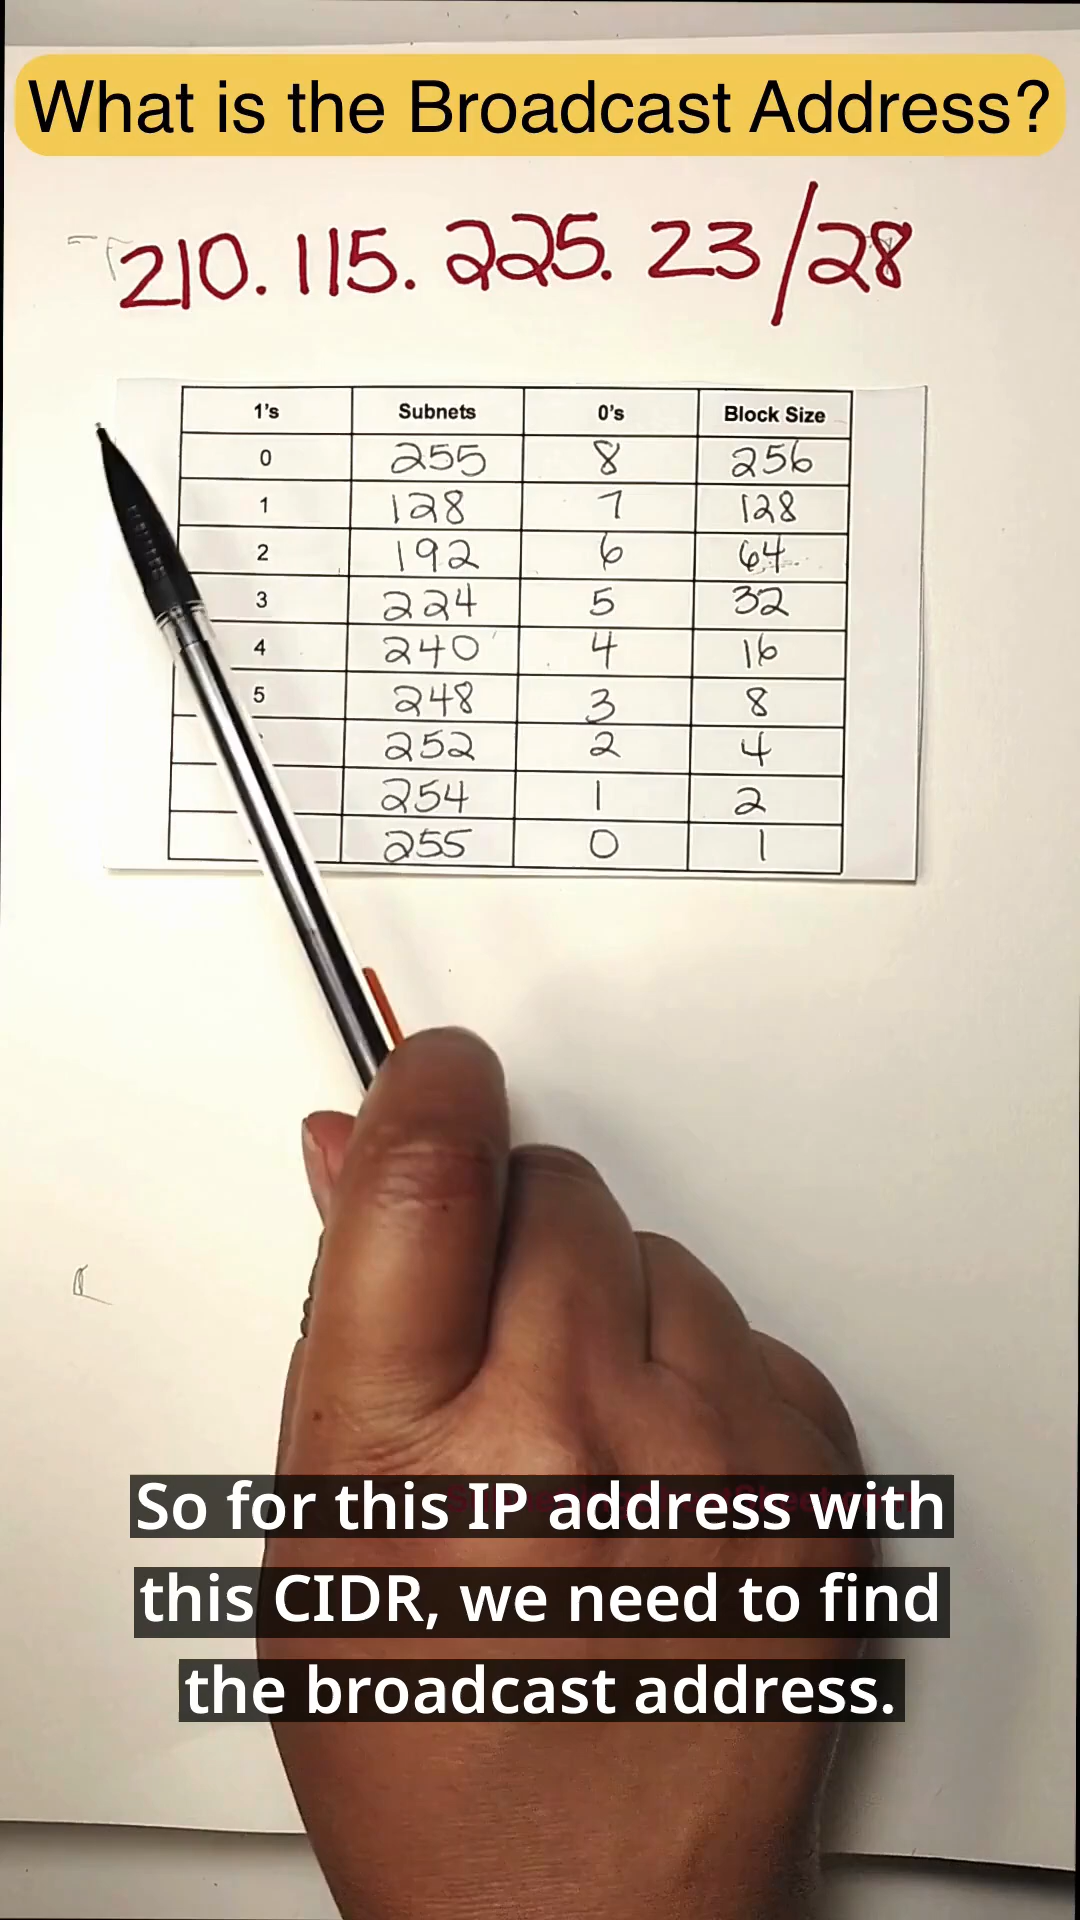 What is the Broadcast Address?
210. 115. 225. 23/28
1's Subnets 0's Block Size
0 255 8 256
1 128 7 128
2 192 6 64
3 224 5 32
4 240 4 16
5 248 3 8
252 2 4
254 1 2
255 0 1
So for this IP address with
this CIDR, we need to find
the broadcast address.